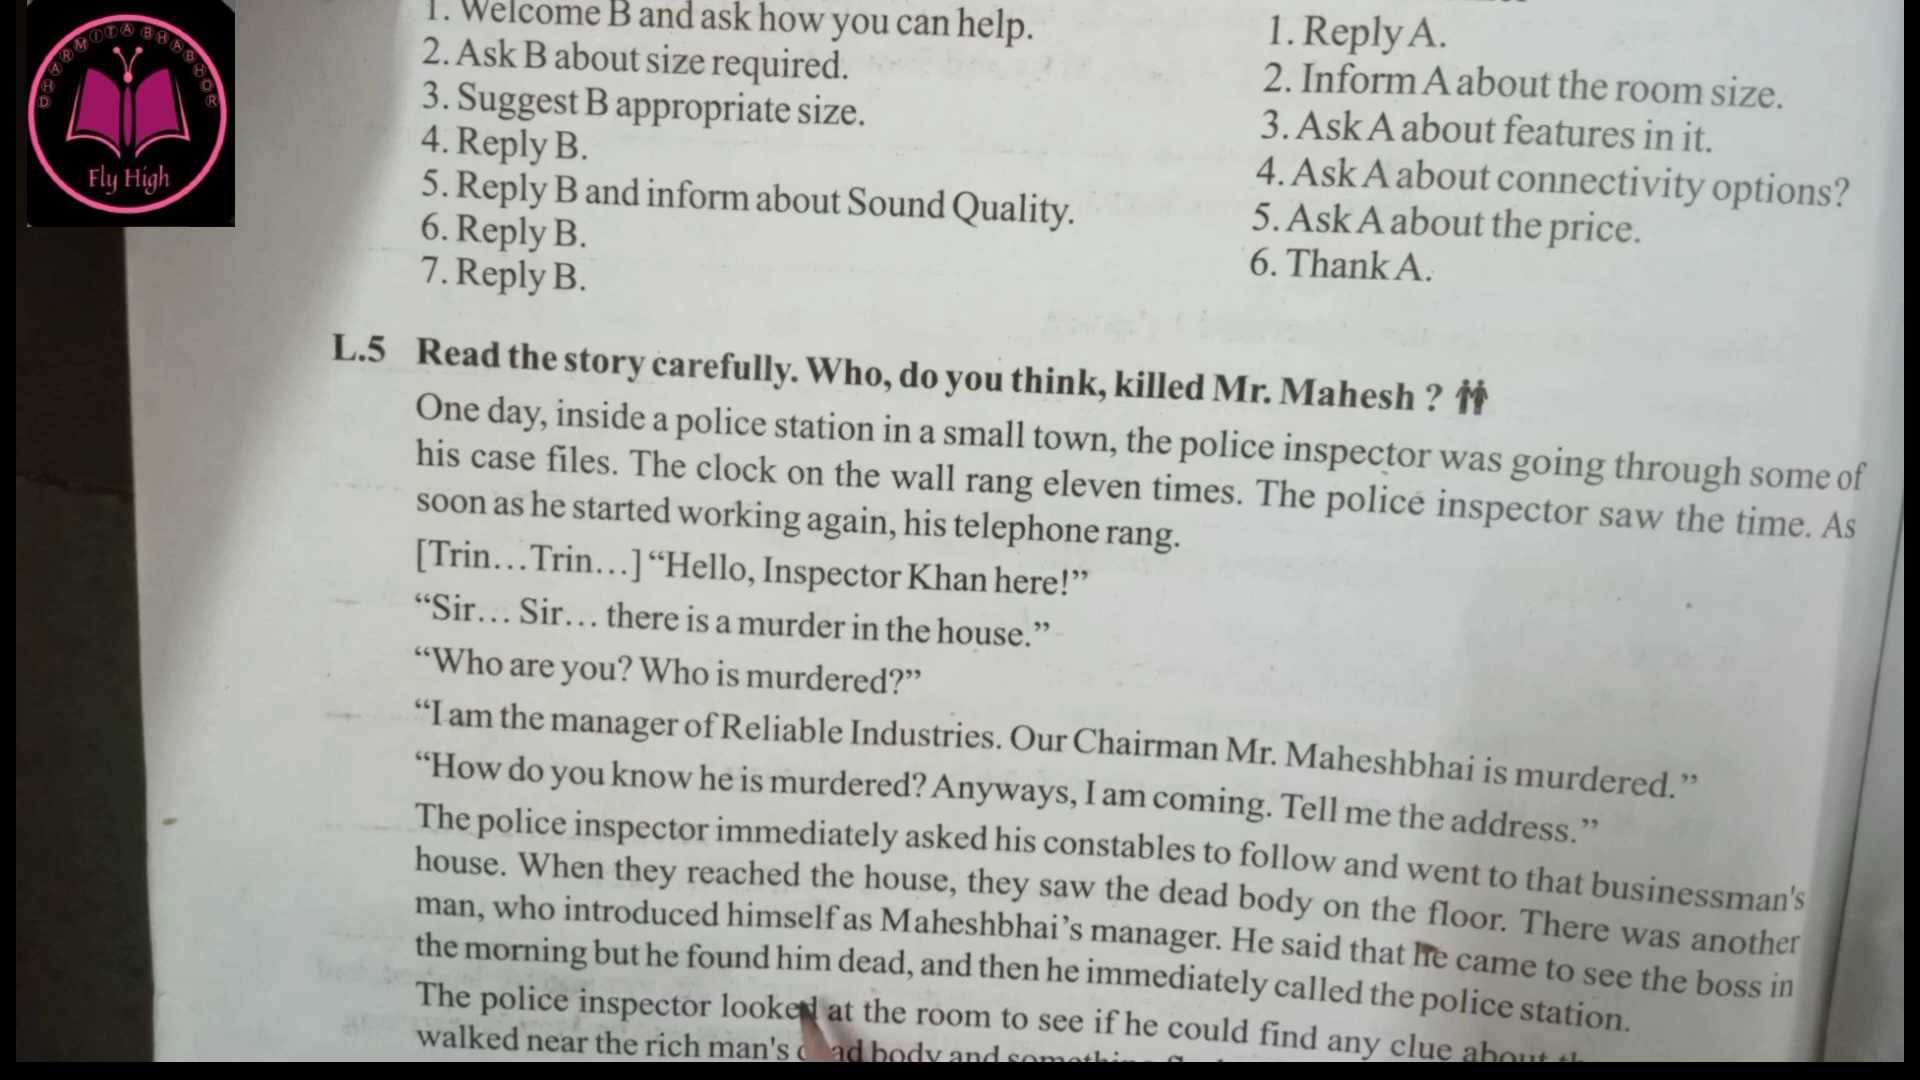 DHARMITA BHABHOR
Fly High
1. Welcome B and ask how you can help.
2. Ask B about size required.
3. Suggest B appropriate size.
4. Reply B.
5. Reply B and inform about Sound Quality.
6. Reply B.
7. Reply B.
1. Reply A.
2. Inform A about the room size.
3. Ask A about features in it.
4. Ask A about connectivity options?
5. Ask A about the price.
6. Thank A.
L.5 Read the story carefully. Who, do you think, killed Mr. Mahesh ?
One day, inside a police station in a small town, the police inspector was going through some of
his case files. The clock on the wall rang eleven times. The police inspector saw the time. As
soon as he started working again, his telephone rang.
[Trin…Trin…] “Hello, Inspector Khan here!”
“Sir… Sir… there is a murder in the house.”
“Who are you? Who is murdered?”
“I am the manager of Reliable Industries. Our Chairman Mr. Maheshbhai is murdered.”
“How do you know he is murdered? Anyways, I am coming. Tell me the address.”
The police inspector immediately asked his constables to follow and went to that businessman's
house. When they reached the house, they saw the dead body on the floor. There was another
man, who introduced himself as Maheshbhai’s manager. He said that he came to see the boss in
the morning but he found him dead, and then he immediately called the police station.
The police inspector looked at the room to see if he could find any clue about
walked near the rich man's dead body and